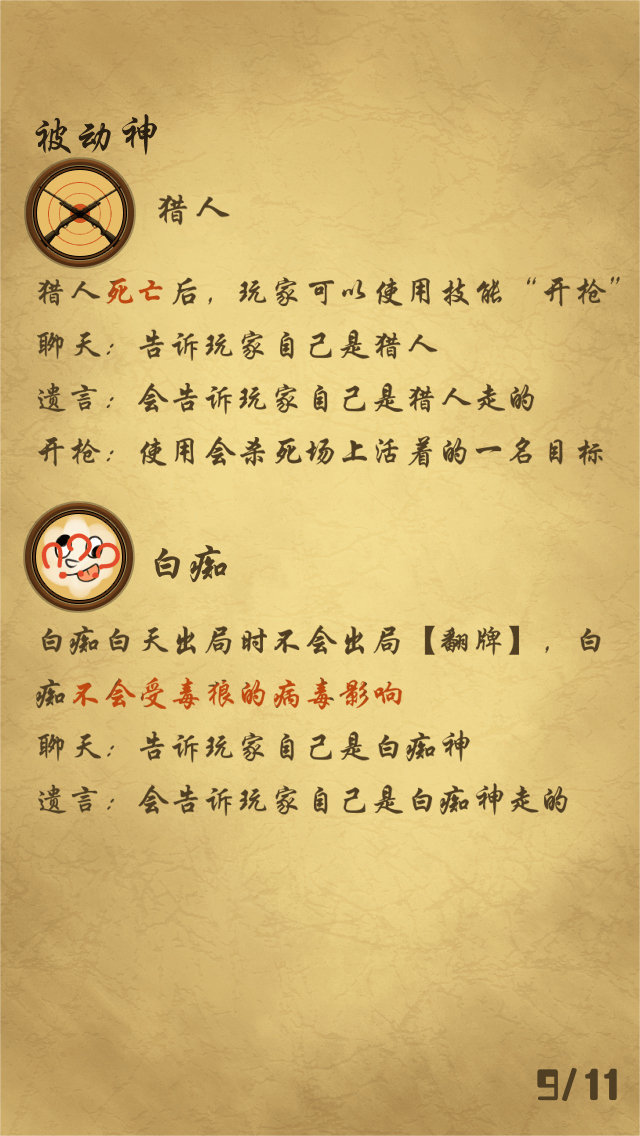 被动神
猎人
猎人死亡后，玩家可以使用技能“开枪”
聊天：告诉玩家自己是猎人
遗言：会告诉玩家自己是猎人走的
开枪：使用会杀死场上活着的一名目标
???
白痴
白痴白天出局时不会出局【翻牌】，白
痴不会受毒狼的病毒影响
聊天：告诉玩家自己是白痴神
遗言：会告诉玩家自己是白痴神走的
9/11